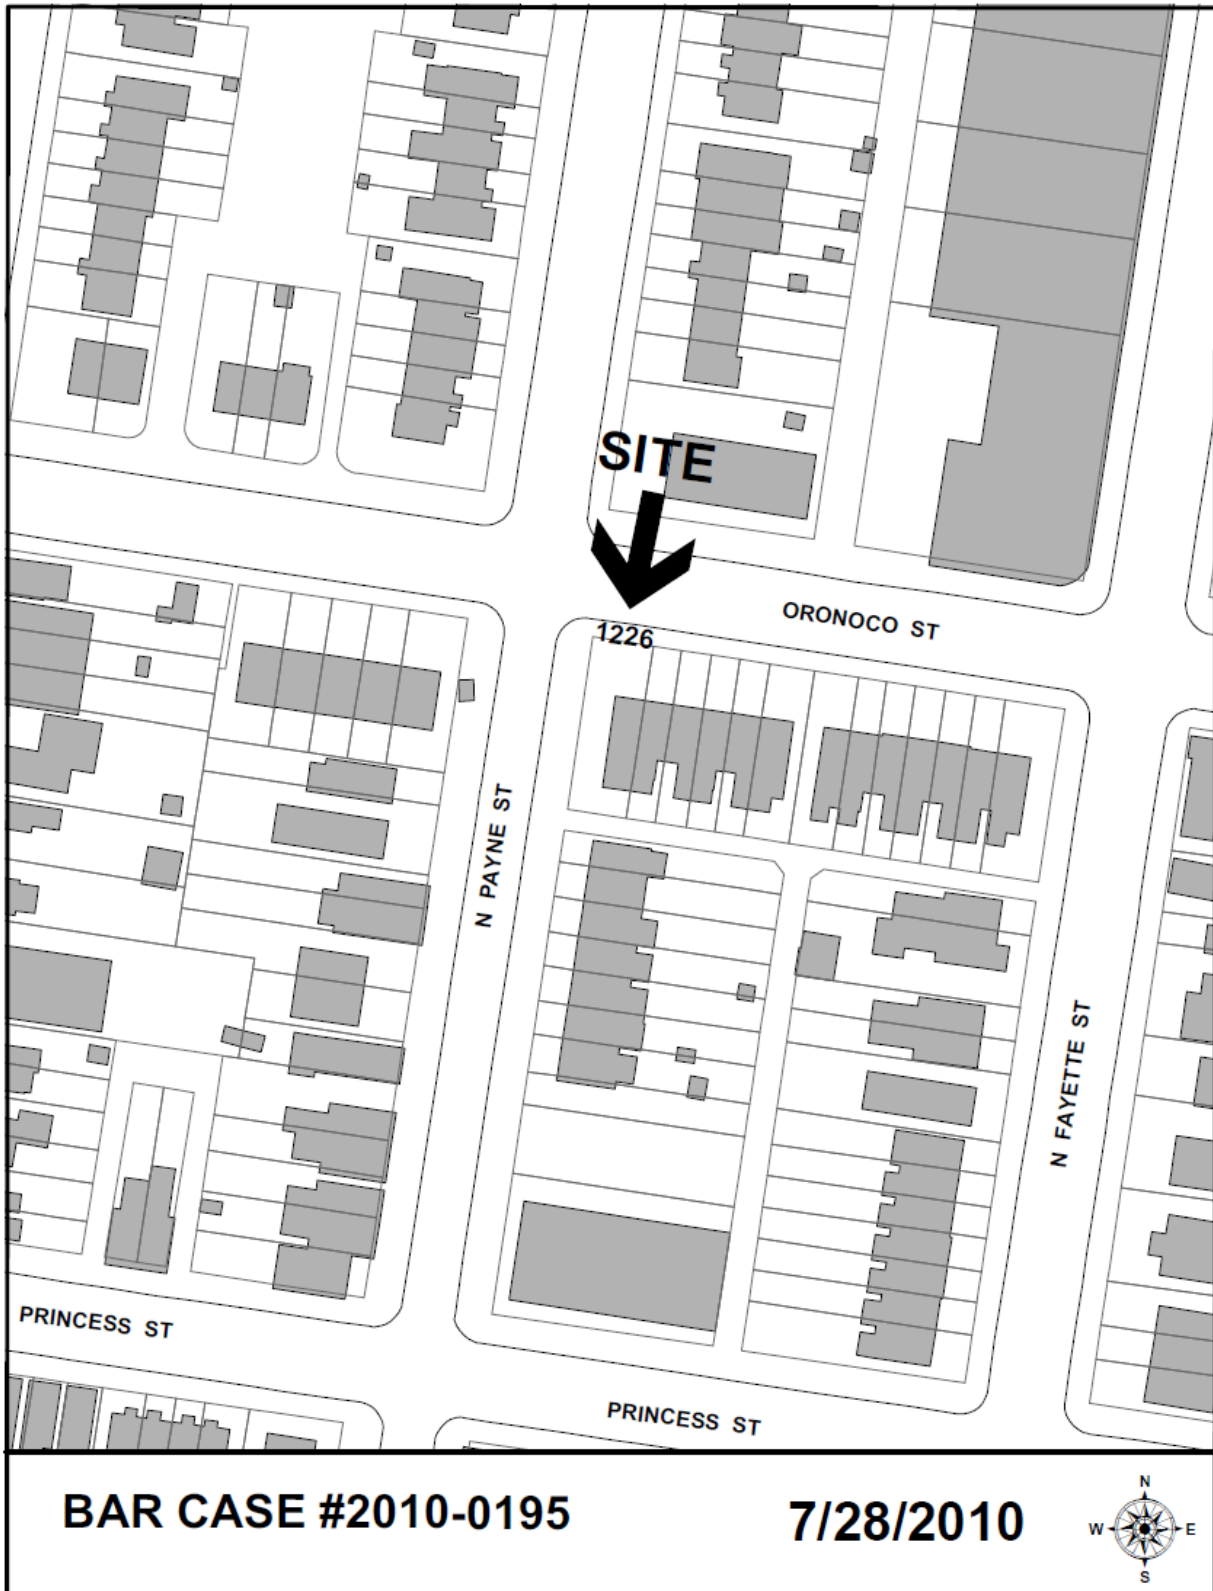 SITE
1226
ORONOCO ST
N PAYNE ST
N FAYETTE ST
PRINCESS ST
PRINCESS ST
BAR CASE #2010-0195
7/28/2010
N
W E
S